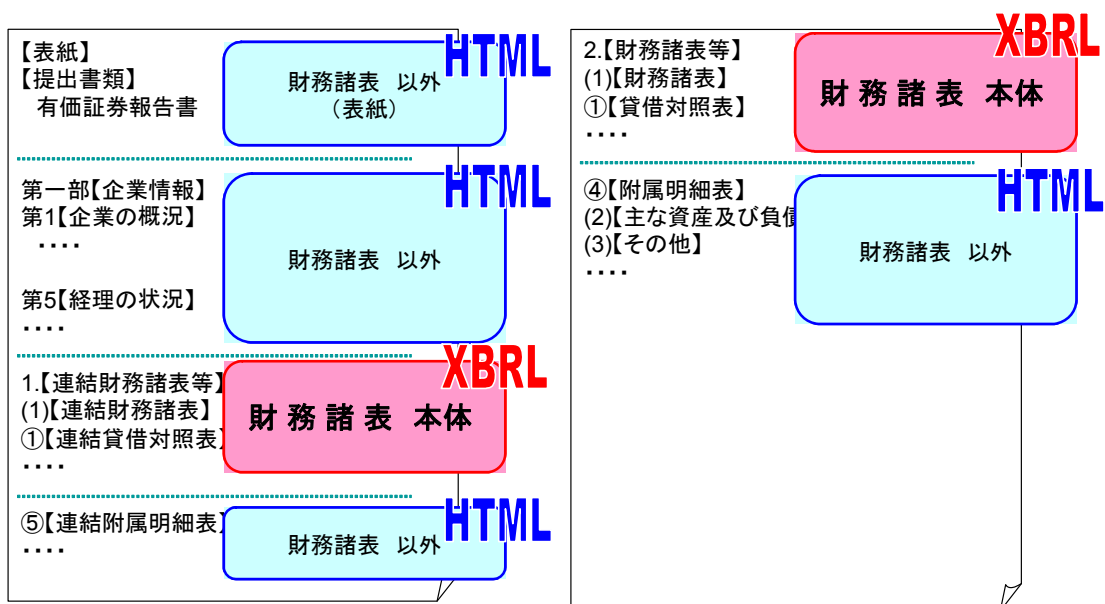 【表紙】
【提出書類】
有価証券報告書
HTML
財務諸表 以外
(表紙)
第一部【企業情報】
第1【企業の概況】
・・・・
第5【経理の状況】
・・・・
HTML
財務諸表 以外
1.【連結財務諸表等】
(1)【連結財務諸表】
①【連結貸借対照表】
・・・・
XBRL
財 務 諸 表 本体
⑤【連結附属明細表】
・・・・
HTML
財務諸表 以外
2.【財務諸表等】
(1)【財務諸表】
①【貸借対照表】
・・・・
XBRL
財 務 諸 表 本体
④【附属明細表】
(2)【主な資産及び負債
(3)【その他】
・・・・
HTML
財務諸表 以外